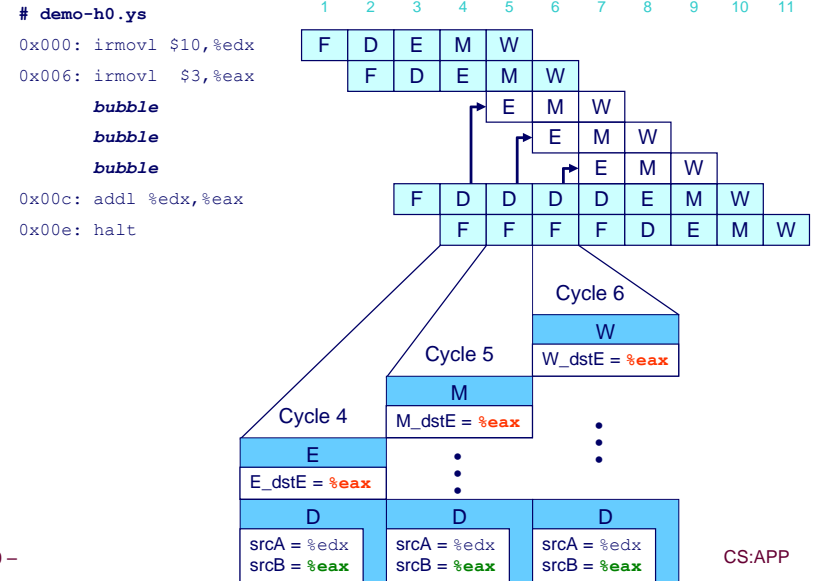 # demo-h0.ys
1 2 3 4 5 6 7 8 9 10 11
0x000: irmovl $10,%edx F D E M W
0x006: irmovl $3,%eax F D E M W
bubble E M W
bubble E M W
bubble E M W
0x00c: addl %edx,%eax F D D D D E M W
0x00e: halt F F F F D E M W
Cycle 6
W
W_dstE = %eax
Cycle 5
M
M_dstE = %eax
Cycle 4
E
E_dstE = %eax
D D D
srcA = %edx srcA = %edx srcA = %edx
srcB = %eax srcB = %eax srcB = %eax
– CS:APP